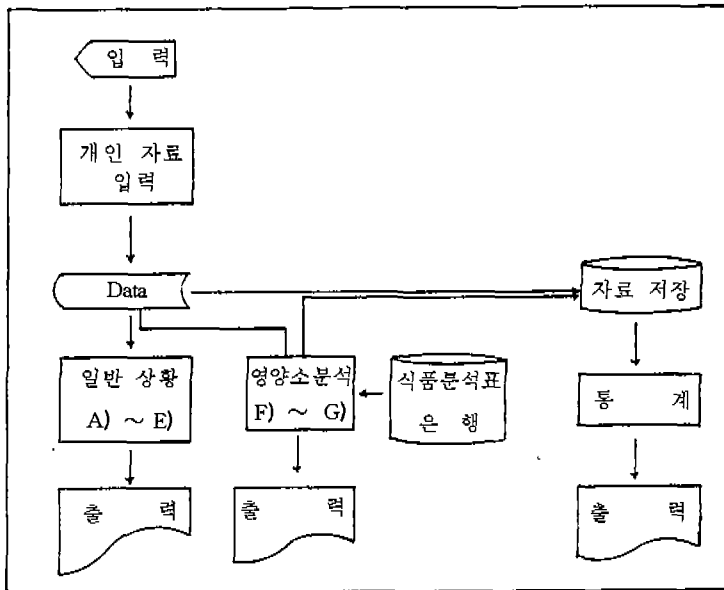 입 력
개인 자료
입력
Data
자료 저장
일반 상황
A) ~ E)
영양소분석
F) ~ G)
식품분석표
은 행
통 계
출 력
출 력
출 력